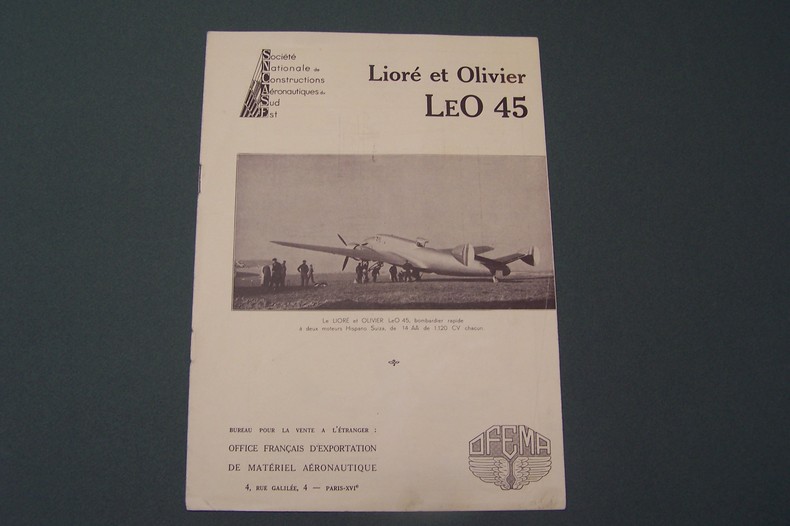 Société
Nationale de
Constructions
Aéronautiques du
Sud
Est
Lioré et Olivier
LEO 45
Le LIORÉ et OLIVIER LeO 45, bombardier rapide
à deux moteurs Hispano Suiza, de 14 AA de 1.120 CV chacun.
BUREAU POUR LA VENTE A L'ÉTRANGER :
OFFICE FRANÇAIS D'EXPORTATION
DE MATÉRIEL AÉRONAUTIQUE
4, RUE GALILÉE, 4 — PARIS-XVIe
OFEMA